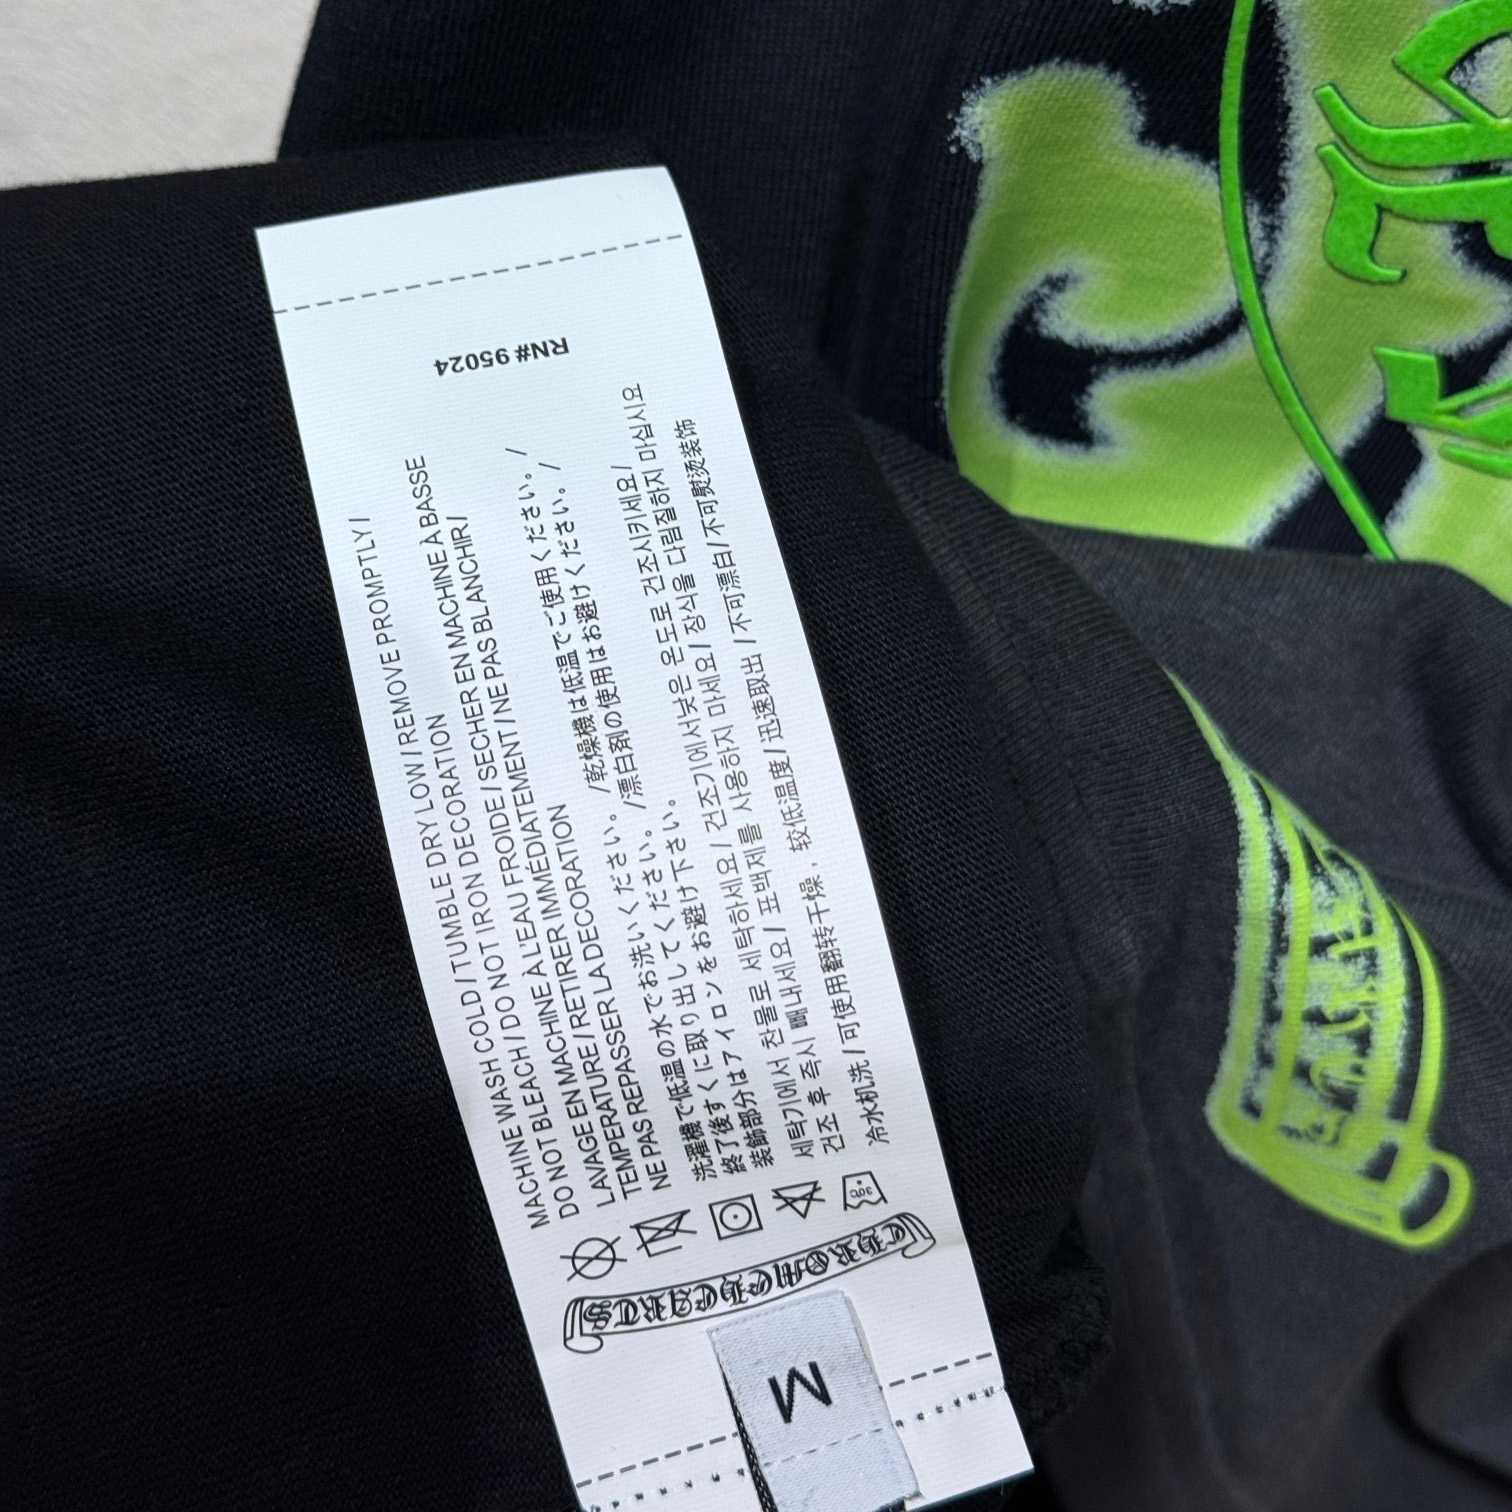 RN# 95024
MACHINE WASH COLD / TUMBLE DRY LOW / REMOVE PROMPTLY /
DO NOT BLEACH / DO NOT IRON DECORATION
LAVAGE EN MACHINE À L'EAU FROIDE / SECHER EN MACHINE À BASSE
TEMPERATURE / RETIRER IMMÉDIATEMENT / NE PAS BLANCHIR /
NE PAS REPASSER LA DECORATION
洗濯機で低温の水でお洗いください。 /乾燥機は低温でご使用ください。 /
終了後すぐに取り出してください。 /漂白剤の使用はお避けください。 /
装飾部分はアイロンをお避け下さい。
세탁기에서 찬물로 세탁하세요 / 건조기에서낮은 온도로 건조시키세요 /
건조 후 즉시 빼내세요 / 표백제를 사용하지 마세요 / 장식을 다림질하지 마십시요
冷水机洗 / 可使用翻转干燥，较低温度 / 迅速取出 / 不可漂白 / 不可熨烫装饰
CHROME HEARTS
M